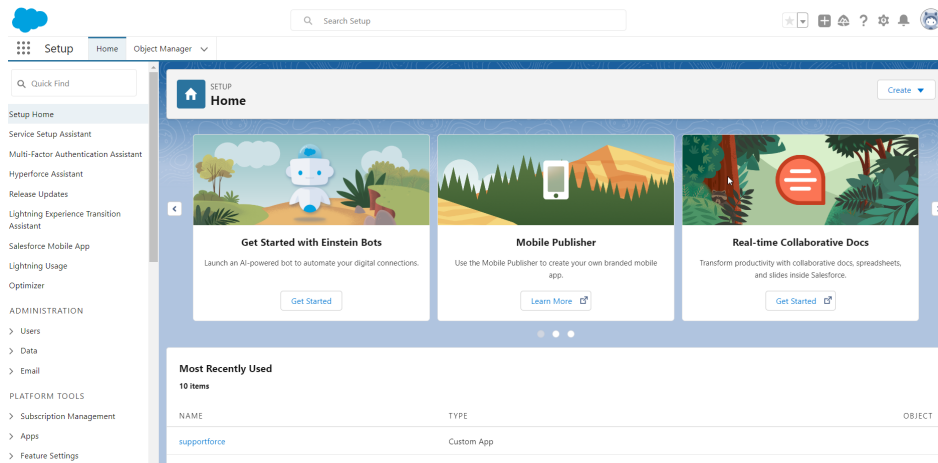 Search Setup
Setup
Home
Object Manager
Quick Find
Setup Home
Service Setup Assistant
Multi-Factor Authentication Assistant
Hyperforce Assistant
Release Updates
Lightning Experience Transition
Assistant
Salesforce Mobile App
Lightning Usage
Optimizer
ADMINISTRATION
Users
Data
Email
PLATFORM TOOLS
Subscription Management
Apps
Feature Settings
SETUP
Home
Create
Get Started with Einstein Bots
Launch an AI-powered bot to automate your digital connections.
Get Started
Mobile Publisher
Use the Mobile Publisher to create your own branded mobile
app.
Learn More
Real-time Collaborative Docs
Transform productivity with collaborative docs, spreadsheets,
and slides inside Salesforce.
Get Started
Most Recently Used
10 items
NAME TYPE OBJECT
supportforce Custom App